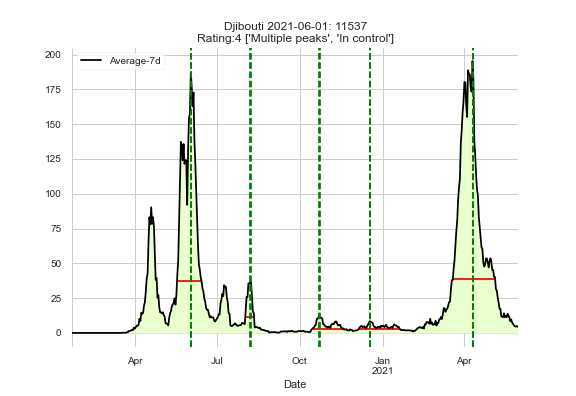 Djibouti 2021-06-01: 11537
Rating:4 ['Multiple peaks', 'In control']
200
Average-7d
175
150
125
100
75
50
25
0
Apr
Jul
Oct
Jan
2021
Apr
Date